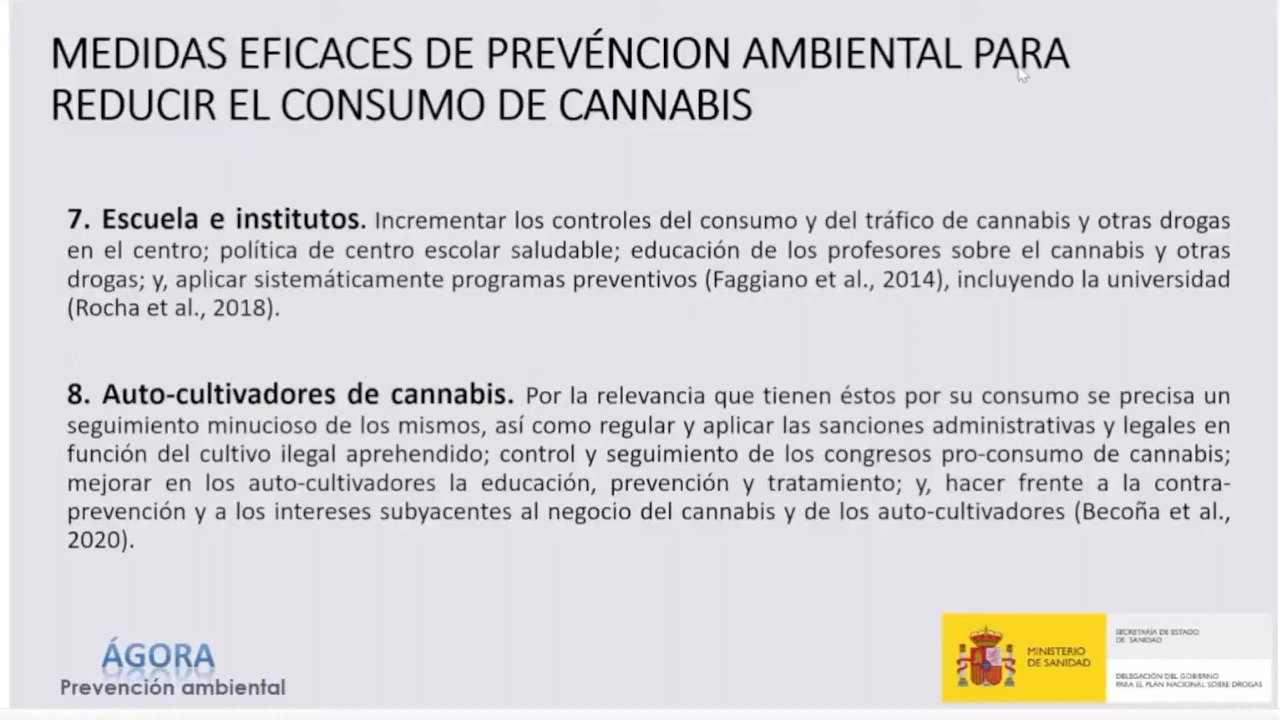 MEDIDAS EFICACES DE PREVÉNCION AMBIENTAL PARA
REDUCIR EL CONSUMO DE CANNABIS
7. Escuela e institutos. Incrementar los controles del consumo y del tráfico de cannabis y otras drogas
en el centro; política de centro escolar saludable; educación de los profesores sobre el cannabis y otras
drogas; y, aplicar sistemáticamente programas preventivos (Faggiano et al., 2014), incluyendo la universidad
(Rocha et al., 2018).
8. Auto-cultivadores de cannabis. Por la relevancia que tienen éstos por su consumo se precisa un
seguimiento minucioso de los mismos, así como regular y aplicar las sanciones administrativas y legales en
función del cultivo ilegal aprehendido; control y seguimiento de los congresos pro-consumo de cannabis;
mejorar en los auto-cultivadores la educación, prevención y tratamiento; y, hacer frente a la contra-
prevención y a los intereses subyacentes al negocio del cannabis y de los auto-cultivadores (Becoña et al.,
2020).
ÁGORA
Prevención ambiental
MINISTERIO
DE SANIDAD
SECRETARÍA DE ESTADO
DE SANIDAD
DELEGACIÓN DEL GOBIERNO
PARA EL PLAN NACIONAL SOBRE DROGAS